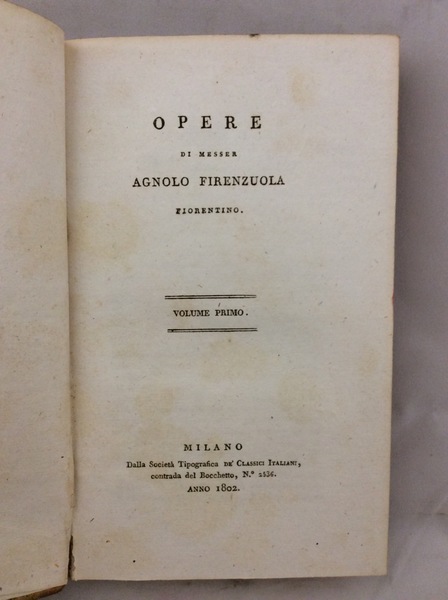 OPERE
DI MESSER
AGNOLO FIRENZUOLA
FIORENTINO.
VOLUME PRIMO.
MILANO
Dalla Società Tipografica DE' CLASSICI ITALIANI,
contrada del Bocchetto, N.º 2536.
ANNO 1802.